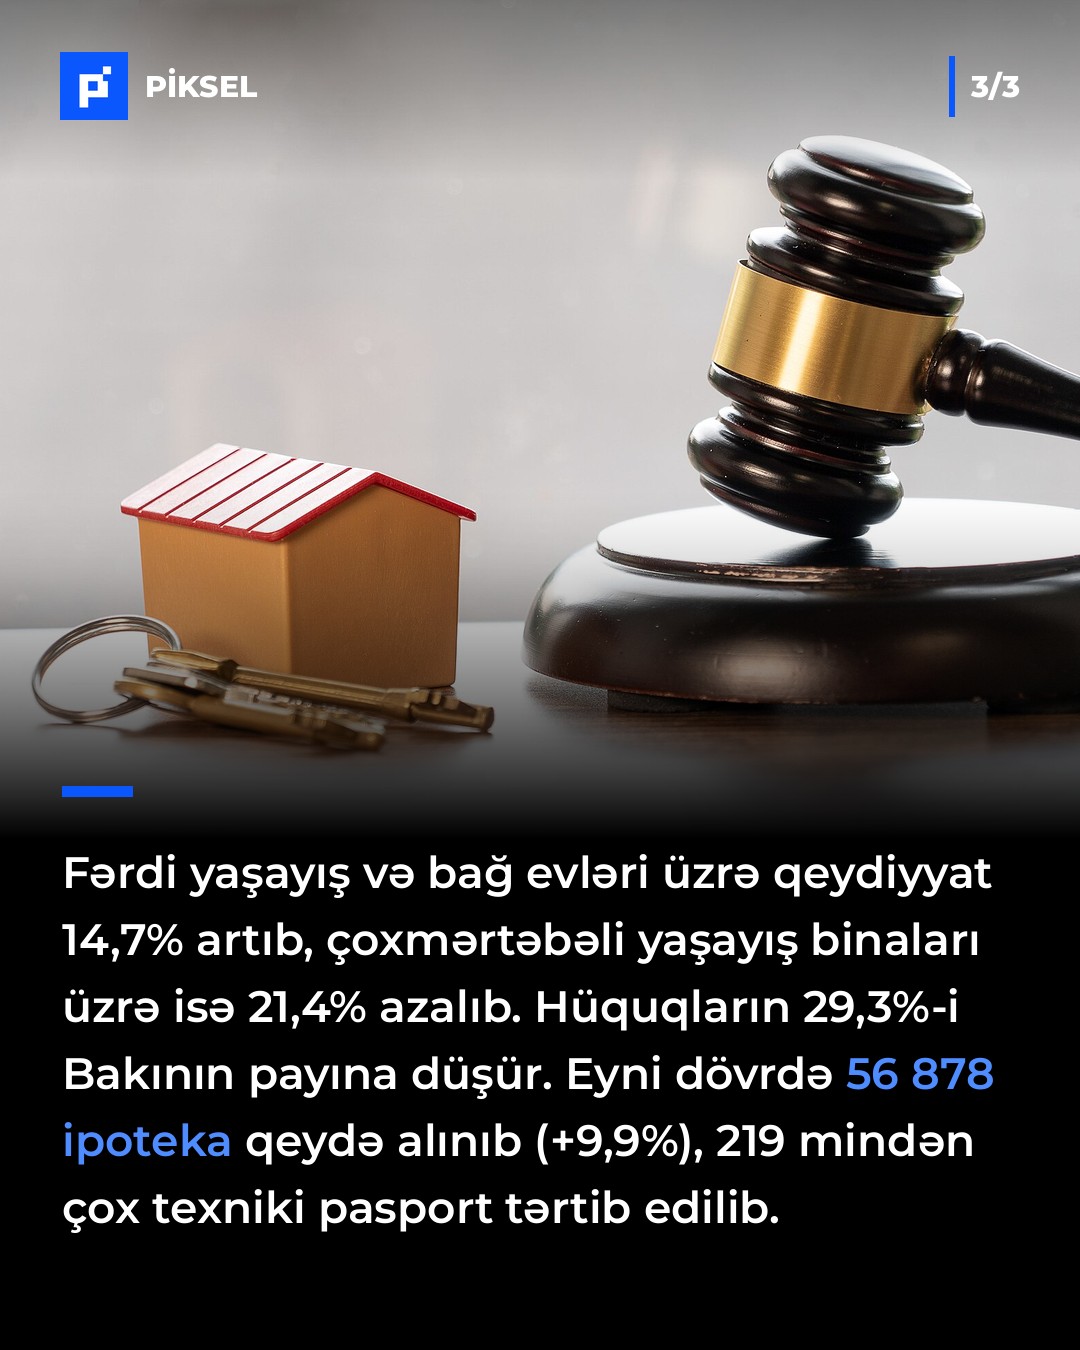 PİKSEL
3/3
Fərdi yaşayış və bağ evləri üzrə qeydiyyat
14,7% artıb, çoxmərtəbəli yaşayış binaları
üzrə isə 21,4% azalıb. Hüquqların 29,3%-i
Bakının payına düşür. Eyni dövrdə 56 878
ipoteka qeydə alınıb (+9,9%), 219 mindən
çox texniki pasport tərtib edilib.